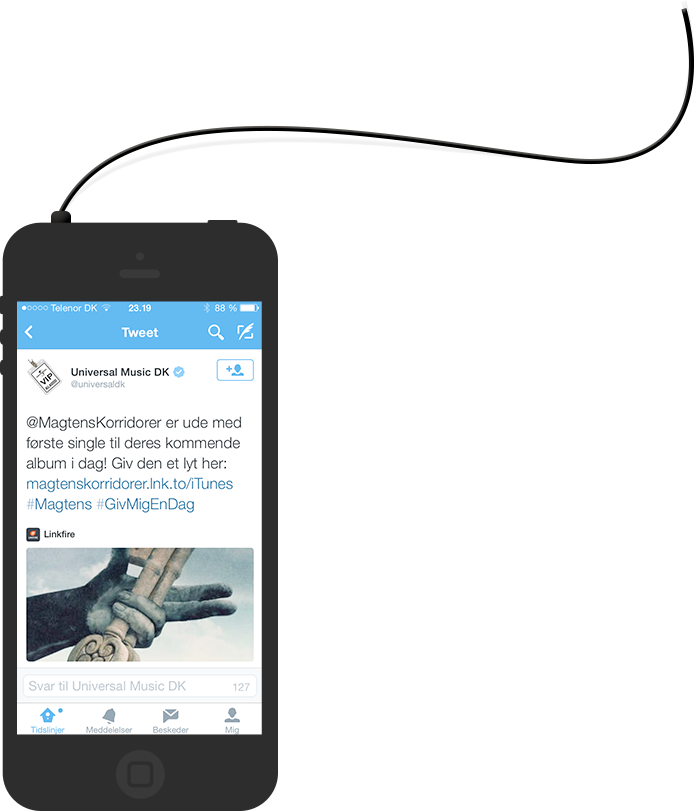 Telenor DK 23.19 88 %
Tweet
VIP
Universal Music DK
@universaldk
@MagtensKorridorer er ude med
første single til deres kommende
album i dag! Giv den et lyt her:
magtenskorridorer.lnk.to/iTunes
#Magtens #GivMigEnDag
Linkfire
Svar til Universal Music DK 127
Tidslinjer Meddelelser Beskeder Mig